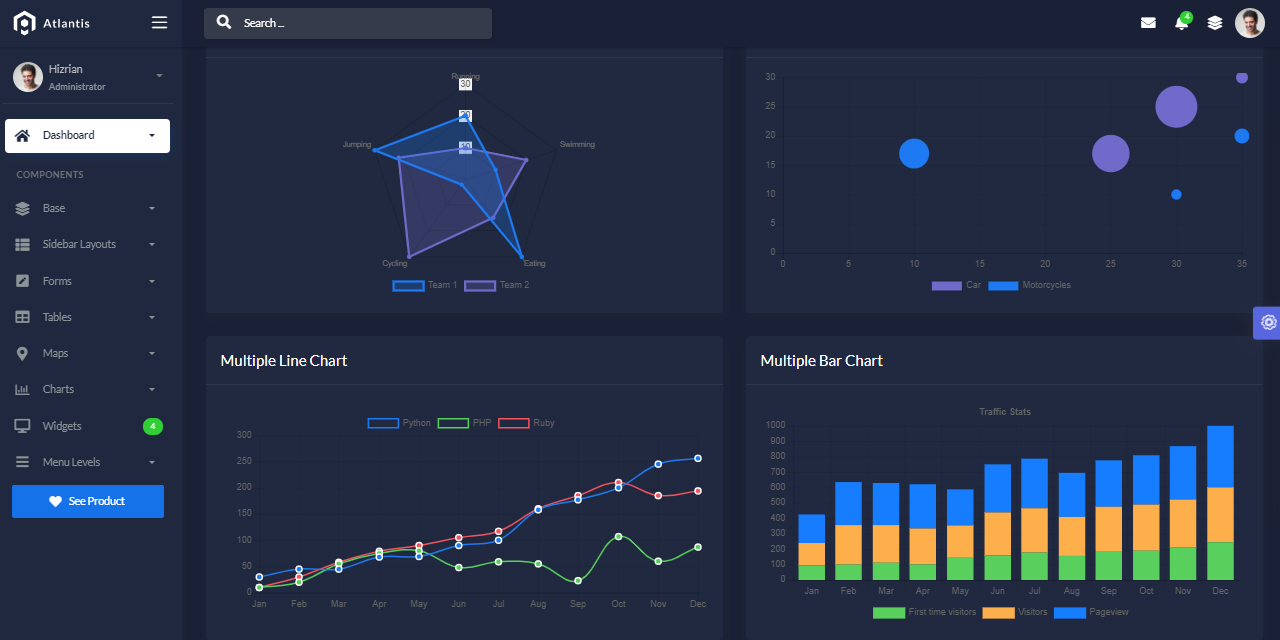 Atlantis
Search ...
4
Hizrian
Administrator
Dashboard
COMPONENTS
Base
Sidebar Layouts
Forms
Tables
Maps
Charts
Widgets 4
Menu Levels
See Product
Running
30
20
10
Jumping
Swimming
Cycling
Eating
Team 1 Team 2
30
25
20
15
10
5
0
0 5 10 15 20 25 30 35
Car Motorcycles
Multiple Line Chart
Python PHP Ruby
300
250
200
150
100
50
0
Jan Feb Mar Apr May Jun Jul Aug Sep Oct Nov Dec
Multiple Bar Chart
Traffic Stats
1000
900
800
700
600
500
400
300
200
100
0
Jan Feb Mar Apr May Jun Jul Aug Sep Oct Nov Dec
First time visitors Visitors Pageview